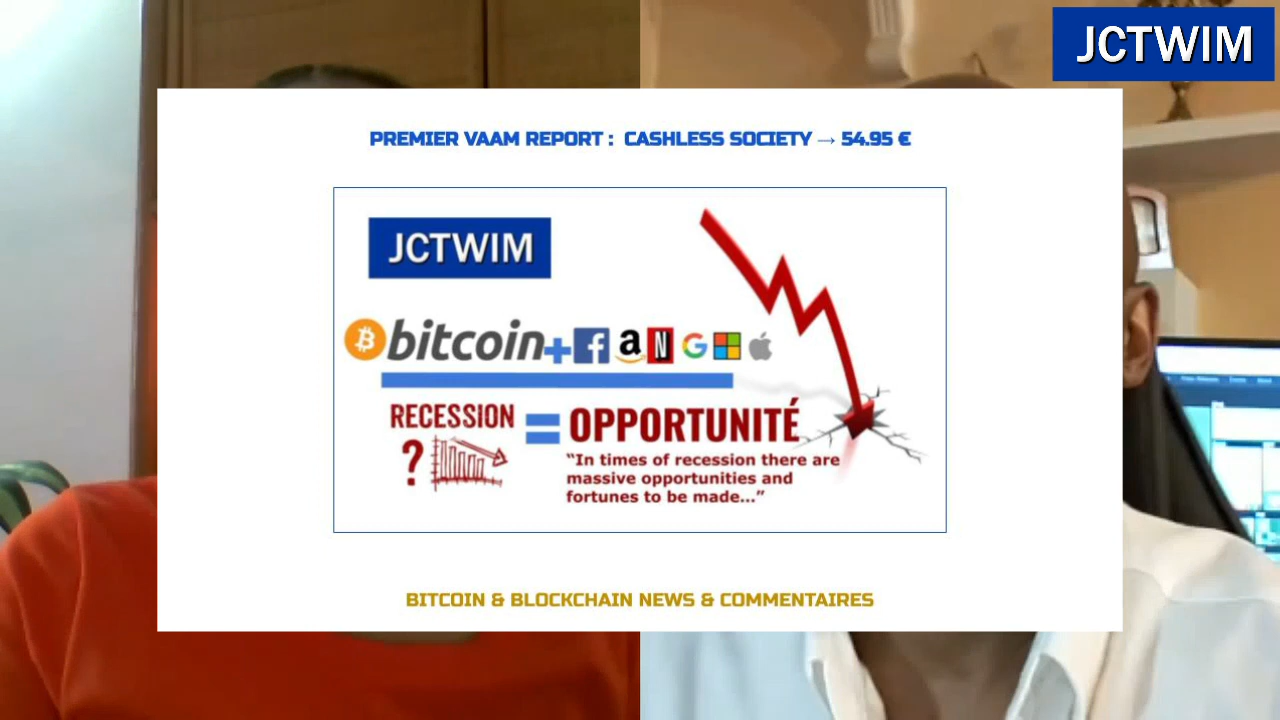 JCTWIM
PREMIER VAAM REPORT : CASHLESS SOCIETY → 54.95 €
JCTWIM
bitcoin+
RECESSION
?
=
OPPORTUNITÉ
“In times of recession there are
massive opportunities and
fortunes to be made...”
BITCOIN & BLOCKCHAIN NEWS & COMMENTAIRES